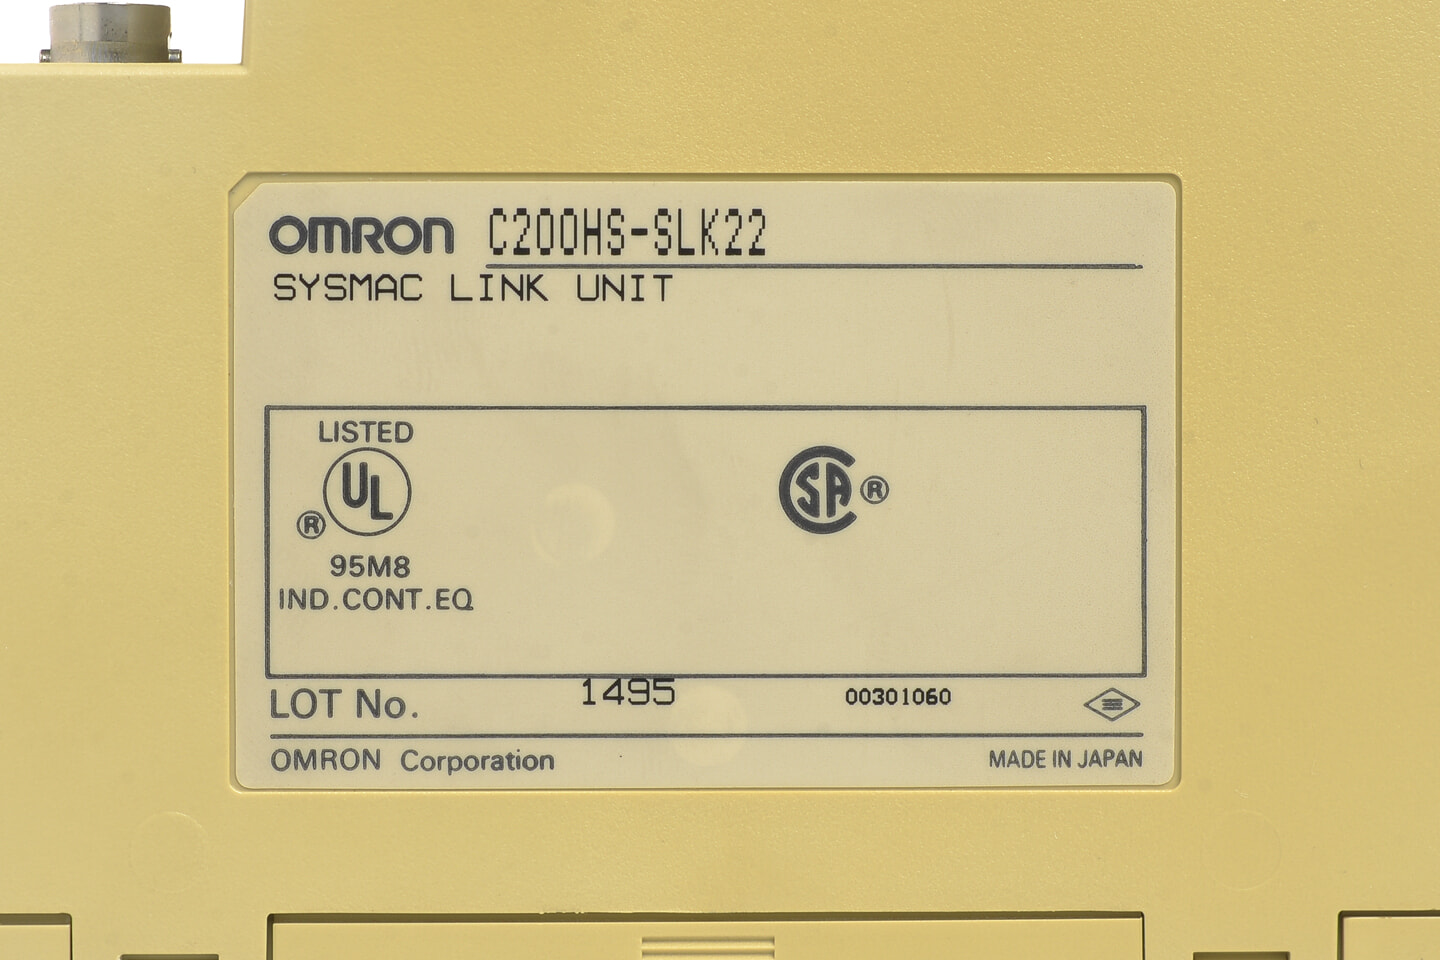 OMRON C200HS-SLK22
SYSMAC LINK UNIT
LISTED
UL
®
95M8
IND.CONT.EQ
CSA ®
LOT No. 1495 00301060
OMRON Corporation MADE IN JAPAN